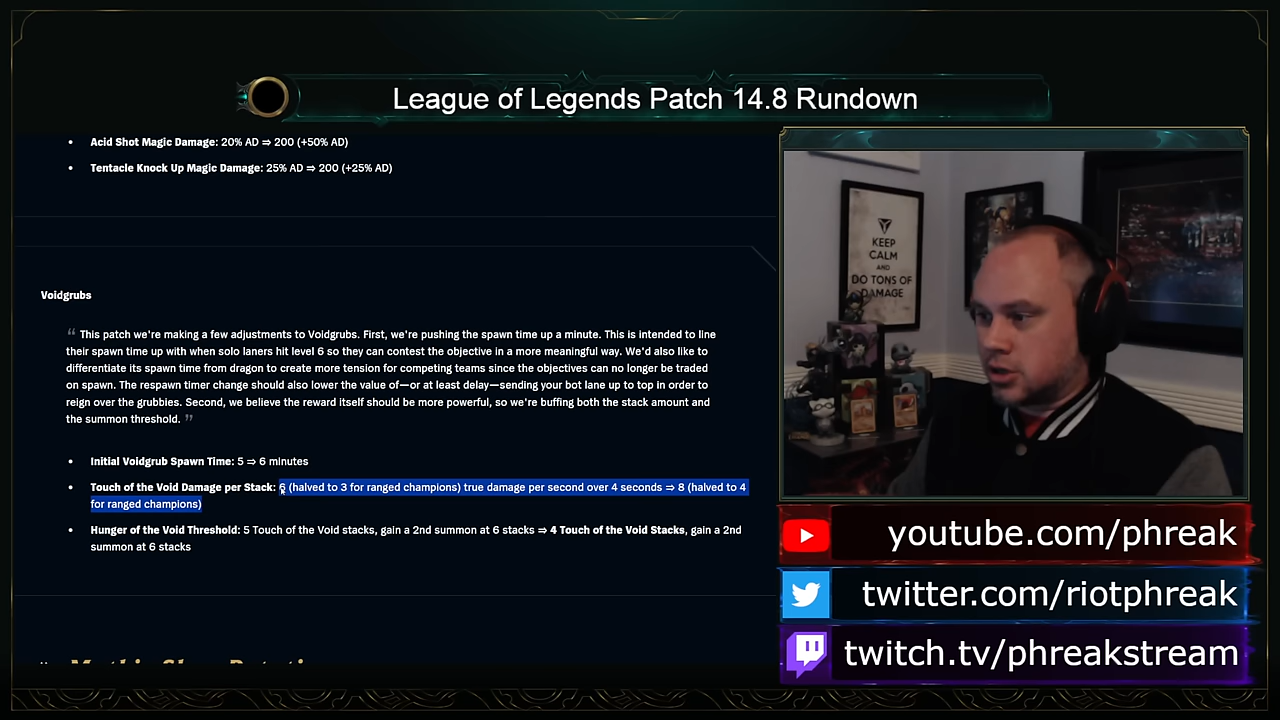 League of Legends Patch 14.8 Rundown
• Acid Shot Magic Damage: 20% AD ⇒ 200 (+50% AD)
• Tentacle Knock Up Magic Damage: 25% AD ⇒ 200 (+25% AD)
Voidgrubs
“ This patch we're making a few adjustments to Voidgrubs. First, we're pushing the spawn time up a minute. This is intended to line
their spawn time up with when solo laners hit level 6 so they can contest the objective in a more meaningful way. We'd also like to
differentiate its spawn time from dragon to create more tension for competing teams since the objectives can no longer be traded
on spawn. The respawn timer change should also lower the value of—or at least delay—sending your bot lane up to top in order to
reign over the grubbies. Second, we believe the reward itself should be more powerful, so we're buffing both the stack amount and
the summon threshold. ”
• Initial Voidgrub Spawn Time: 5 ⇒ 6 minutes
• Touch of the Void Damage per Stack: 6 (halved to 3 for ranged champions) true damage per second over 4 seconds ⇒ 8 (halved to 4
for ranged champions)
• Hunger of the Void Threshold: 5 Touch of the Void stacks, gain a 2nd summon at 6 stacks ⇒ 4 Touch of the Void Stacks, gain a 2nd
summon at 6 stacks
KEEP
CALM
AND
DO TONS OF
DAMAGE
youtube.com/phreak
twitter.com/riotphreak
twitch.tv/phreakstream